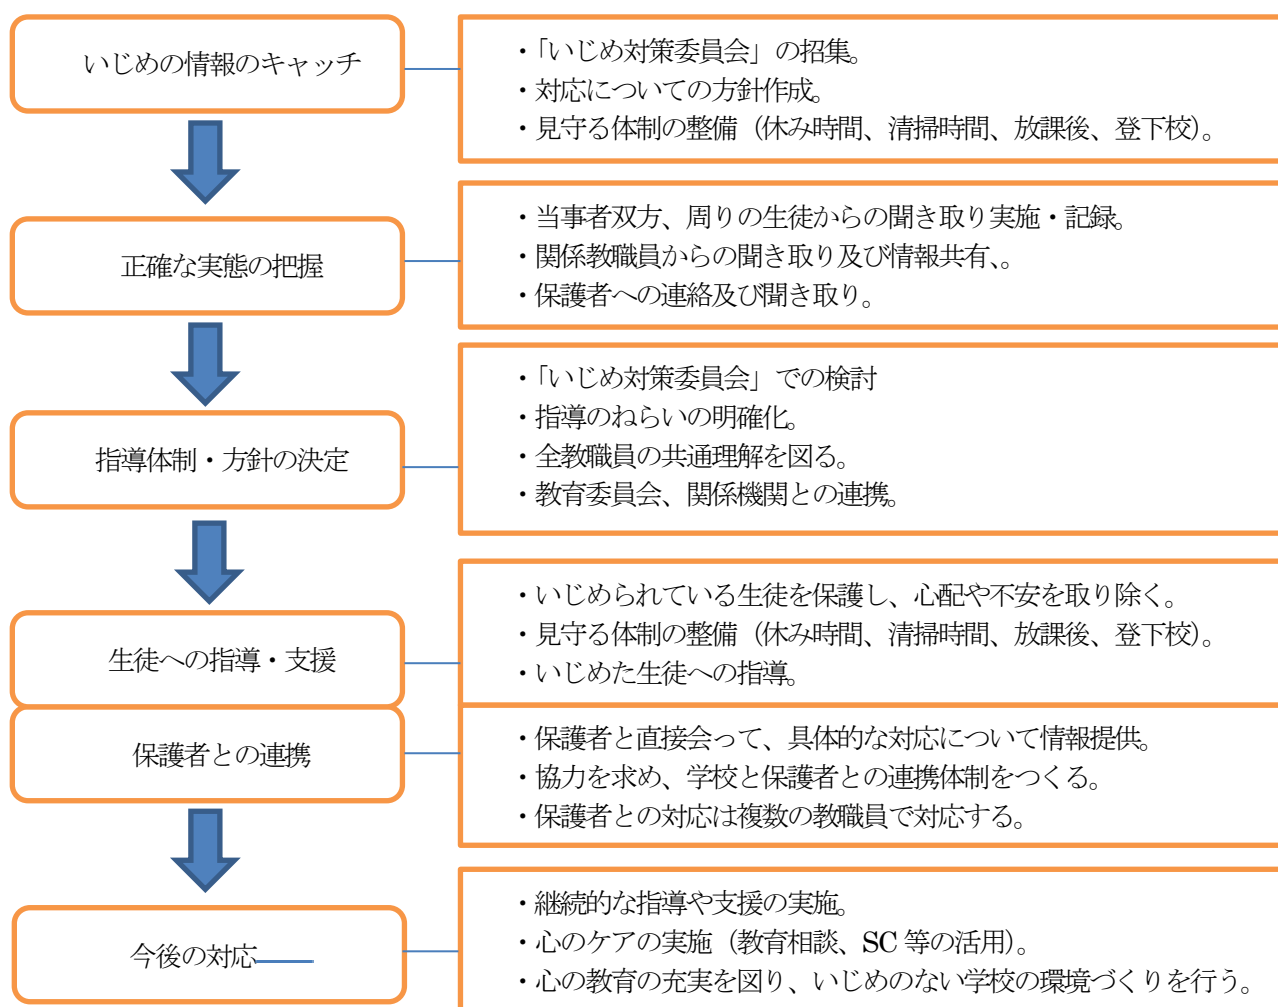 いじめの情報のキャッチ
・「いじめ対策委員会」の招集。
・対応についての方針作成。
・見守る体制の整備（休み時間、清掃時間、放課後、登下校）。
正確な実態の把握
・当事者双方、周りの生徒からの聞き取り実施・記録。
・関係教職員からの聞き取り及び情報共有、。
・保護者への連絡及び聞き取り。
指導体制・方針の決定
・「いじめ対策委員会」での検討
・指導のねらいの明確化。
・全教職員の共通理解を図る。
・教育委員会、関係機関との連携。
生徒への指導・支援
・いじめられている生徒を保護し、心配や不安を取り除く。
・見守る体制の整備（休み時間、清掃時間、放課後、登下校）。
・いじめた生徒への指導。
保護者との連携
・保護者と直接会って、具体的な対応について情報提供。
・協力を求め、学校と保護者との連携体制をつくる。
・保護者との対応は複数の教職員で対応する。
今後の対応
・継続的な指導や支援の実施。
・心のケアの実施（教育相談、SC 等の活用）。
・心の教育の充実を図り、いじめのない学校の環境づくりを行う。